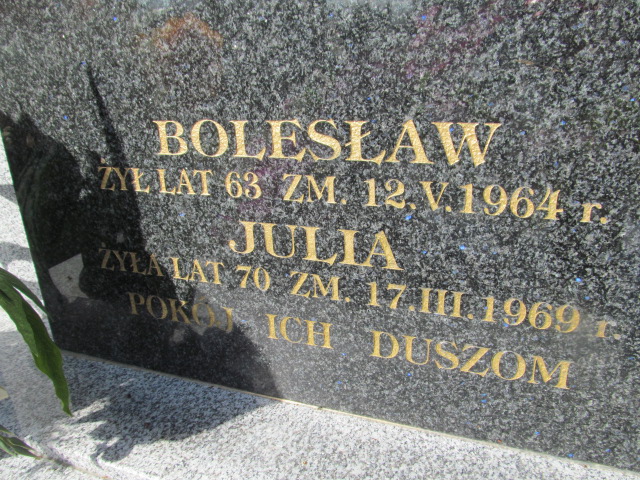 BOLESŁAW
ŻYŁ LAT 63 ZM. 12.V.1964 r.
JULIA
ŻYŁA LAT 70 ZM. 17.III.1969 r.
POKÓJ ICH DUSZOM